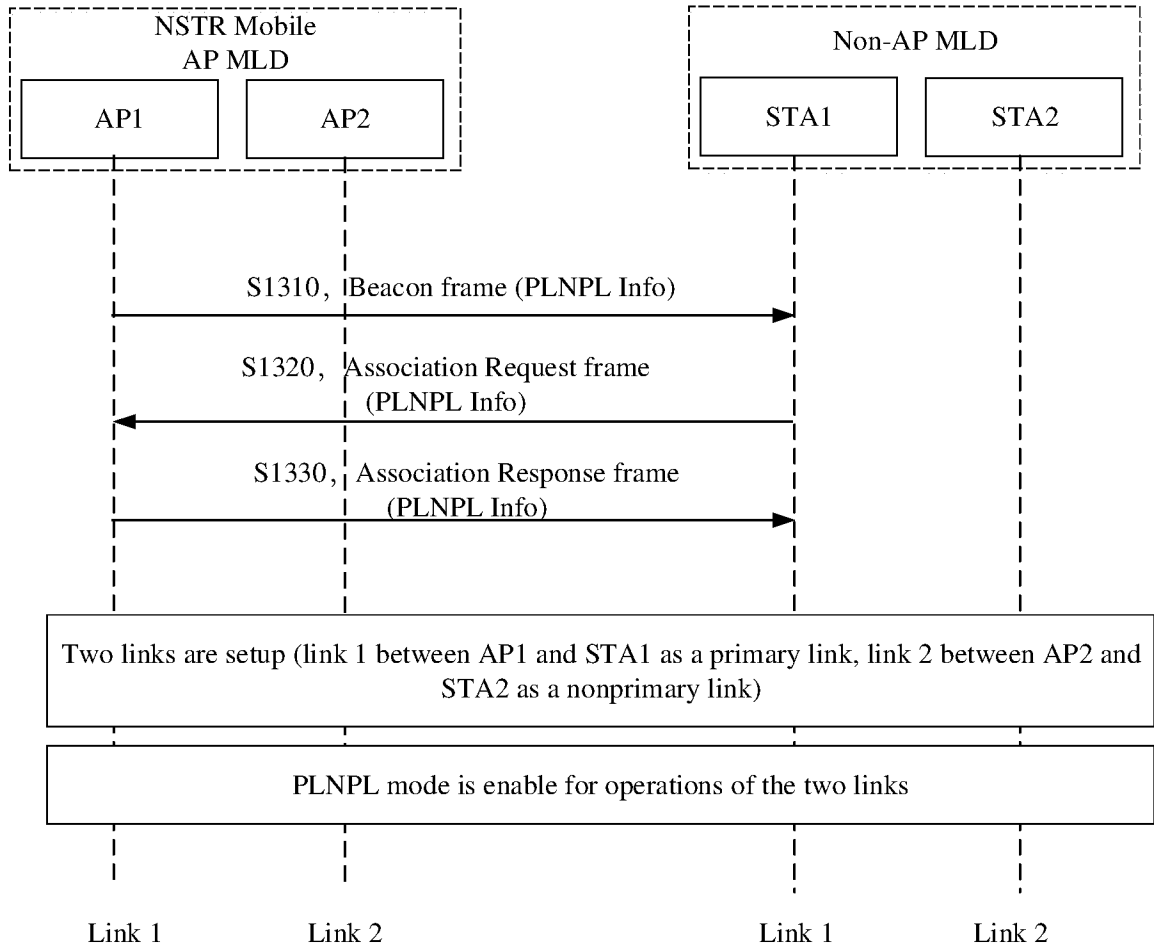 NSTR Mobile
AP MLD
Non-AP MLD
AP1
AP2
STA1
STA2
S1310, Beacon frame (PLNPL Info)
S1320, Association Request frame
(PLNPL Info)
S1330, Association Response frame
(PLNPL Info)
Two links are setup (link 1 between AP1 and STA1 as a primary link, link 2 between AP2 and
STA2 as a nonprimary link)
PLNPL mode is enable for operations of the two links
Link 1
Link 2
Link 1
Link 2